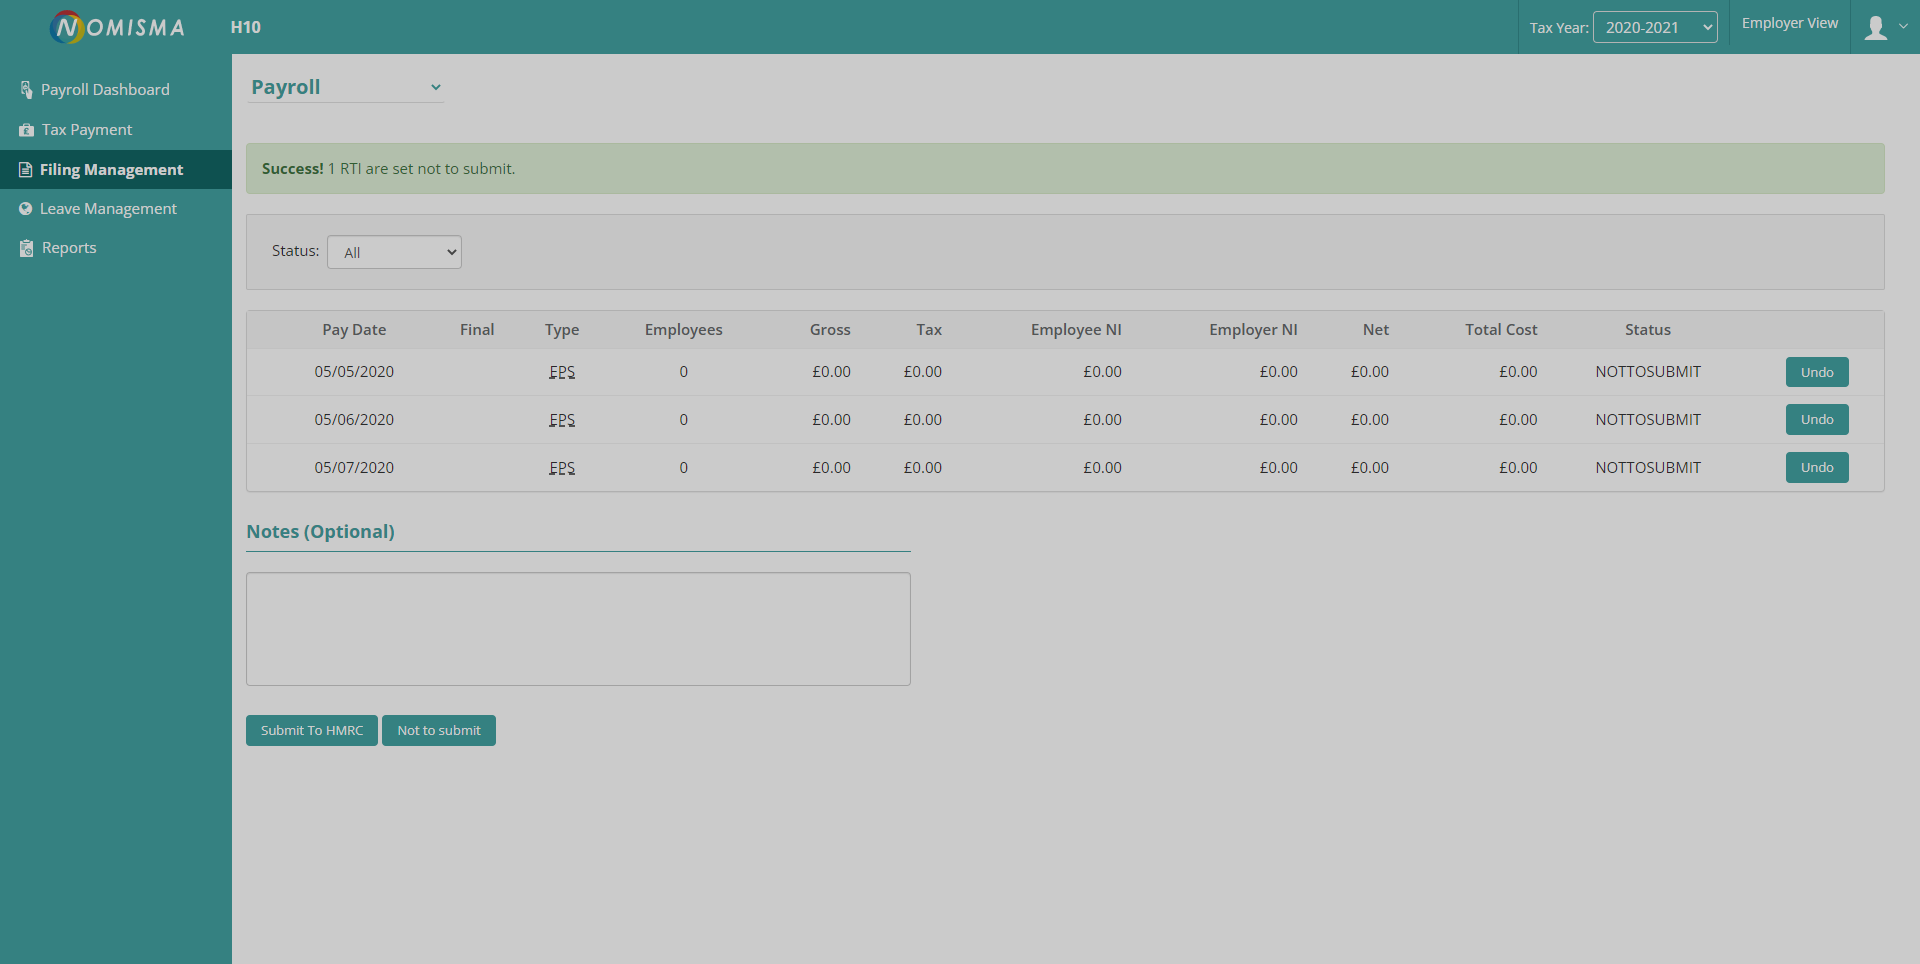 NOMISMA
H10
Tax Year: 2020-2021
Employer View
Payroll Dashboard
Tax Payment
Filing Management
Leave Management
Reports
Payroll
Success! 1 RTI are set not to submit.
Status: All
Pay Date Final Type Employees Gross Tax Employee NI Employer NI Net Total Cost Status
05/05/2020 EPS 0 £0.00 £0.00 £0.00 £0.00 £0.00 £0.00 NOTTOSUBMIT Undo
05/06/2020 EPS 0 £0.00 £0.00 £0.00 £0.00 £0.00 £0.00 NOTTOSUBMIT Undo
05/07/2020 EPS 0 £0.00 £0.00 £0.00 £0.00 £0.00 £0.00 NOTTOSUBMIT Undo
Notes (Optional)
Submit To HMRC Not to submit